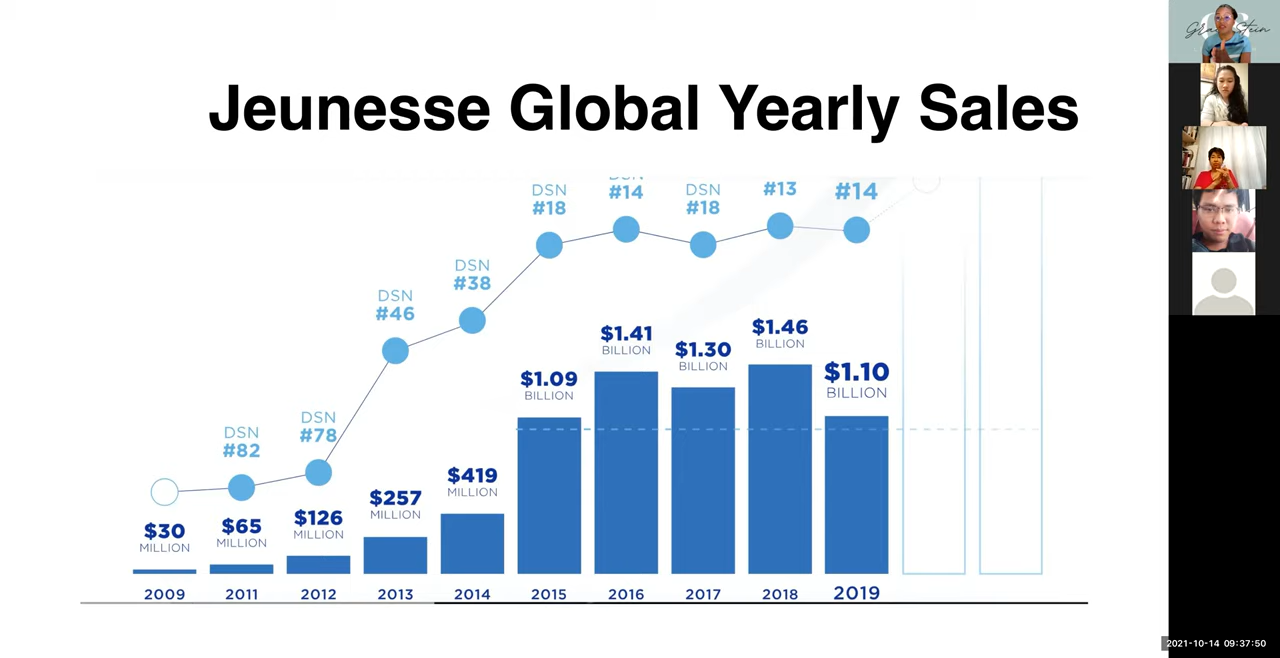 Jeunesse Global Yearly Sales
DSN
#82
DSN
#78
DSN
#46
DSN
#38
DSN
#18
DSN
#14
DSN
#18
#13
#14
$30
MILLION
$65
MILLION
$126
MILLION
$257
MILLION
$419
MILLION
$1.09
BILLION
$1.41
BILLION
$1.30
BILLION
$1.46
BILLION
$1.10
BILLION
2009 2011 2012 2013 2014 2015 2016 2017 2018 2019
2021-10-14 09:37:50